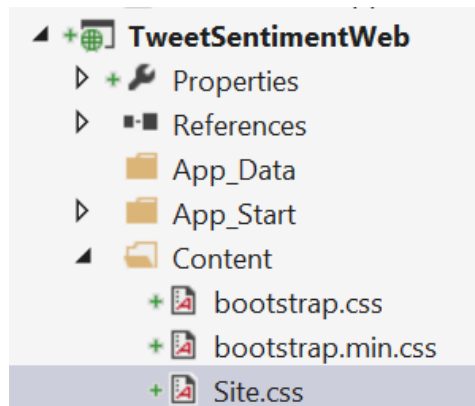 TweetSentimentWeb
Properties
References
App_Data
App_Start
Content
bootstrap.css
bootstrap.min.css
Site.css